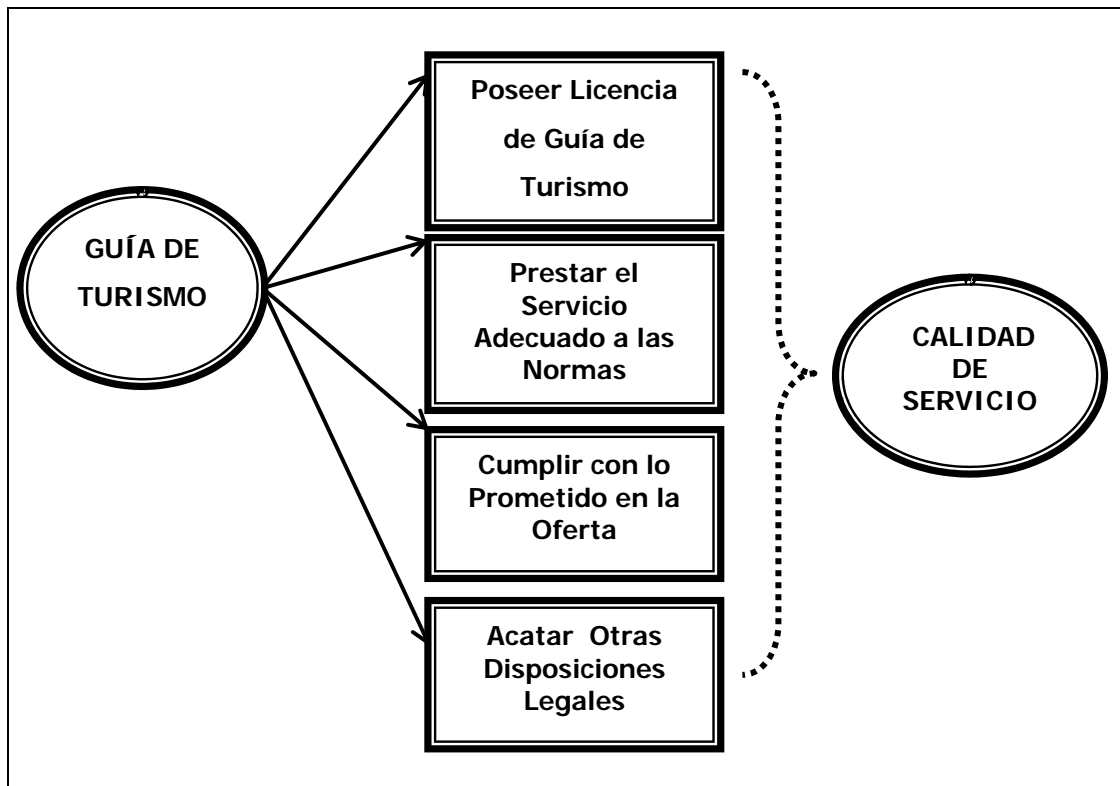 GUÍA DE
TURISMO
Poseer Licencia
de Guía de
Turismo
Prestar el
Servicio
Adecuado a las
Normas
Cumplir con lo
Prometido en la
Oferta
Acatar Otras
Disposiciones
Legales
CALIDAD
DE
SERVICIO